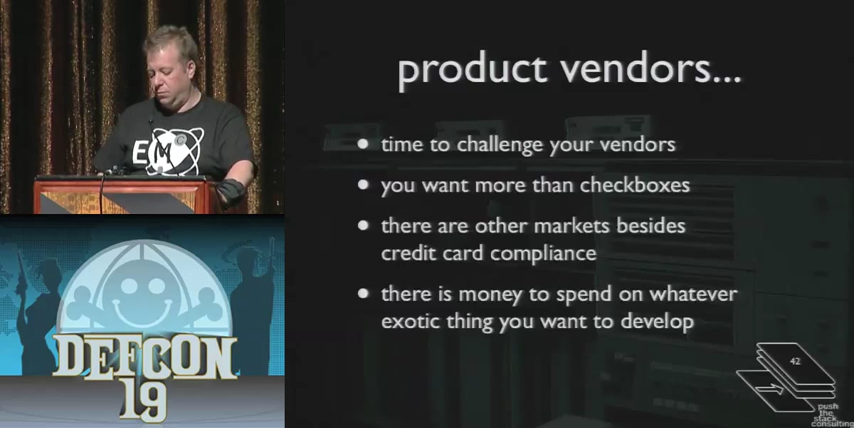 product vendors...
time to challenge your vendors
you want more than checkboxes
there are other markets besides
credit card compliance
there is money to spend on whatever
exotic thing you want to develop
42
push
the
stack
consulting
E M
DEFCON
19